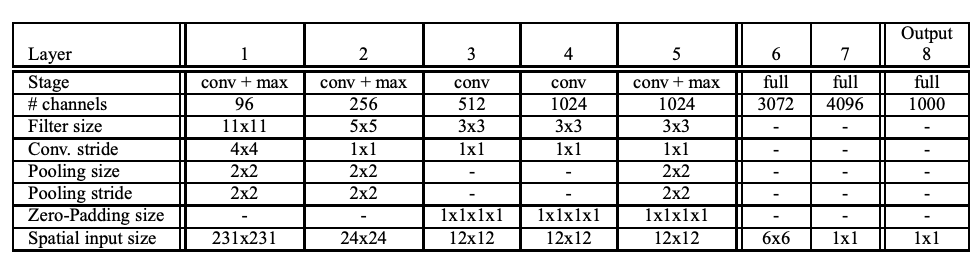 Output
Layer 1 2 3 4 5 6 7 8
Stage conv + max conv + max conv conv conv + max full full full
# channels 96 256 512 1024 1024 3072 4096 1000
Filter size 11x11 5x5 3x3 3x3 3x3 - - -
Conv. stride 4x4 1x1 1x1 1x1 1x1 - - -
Pooling size 2x2 2x2 - - 2x2 - - -
Pooling stride 2x2 2x2 - - 2x2 - - -
Zero-Padding size - - 1x1x1x1 1x1x1x1 1x1x1x1 - - -
Spatial input size 231x231 24x24 12x12 12x12 12x12 6x6 1x1 1x1